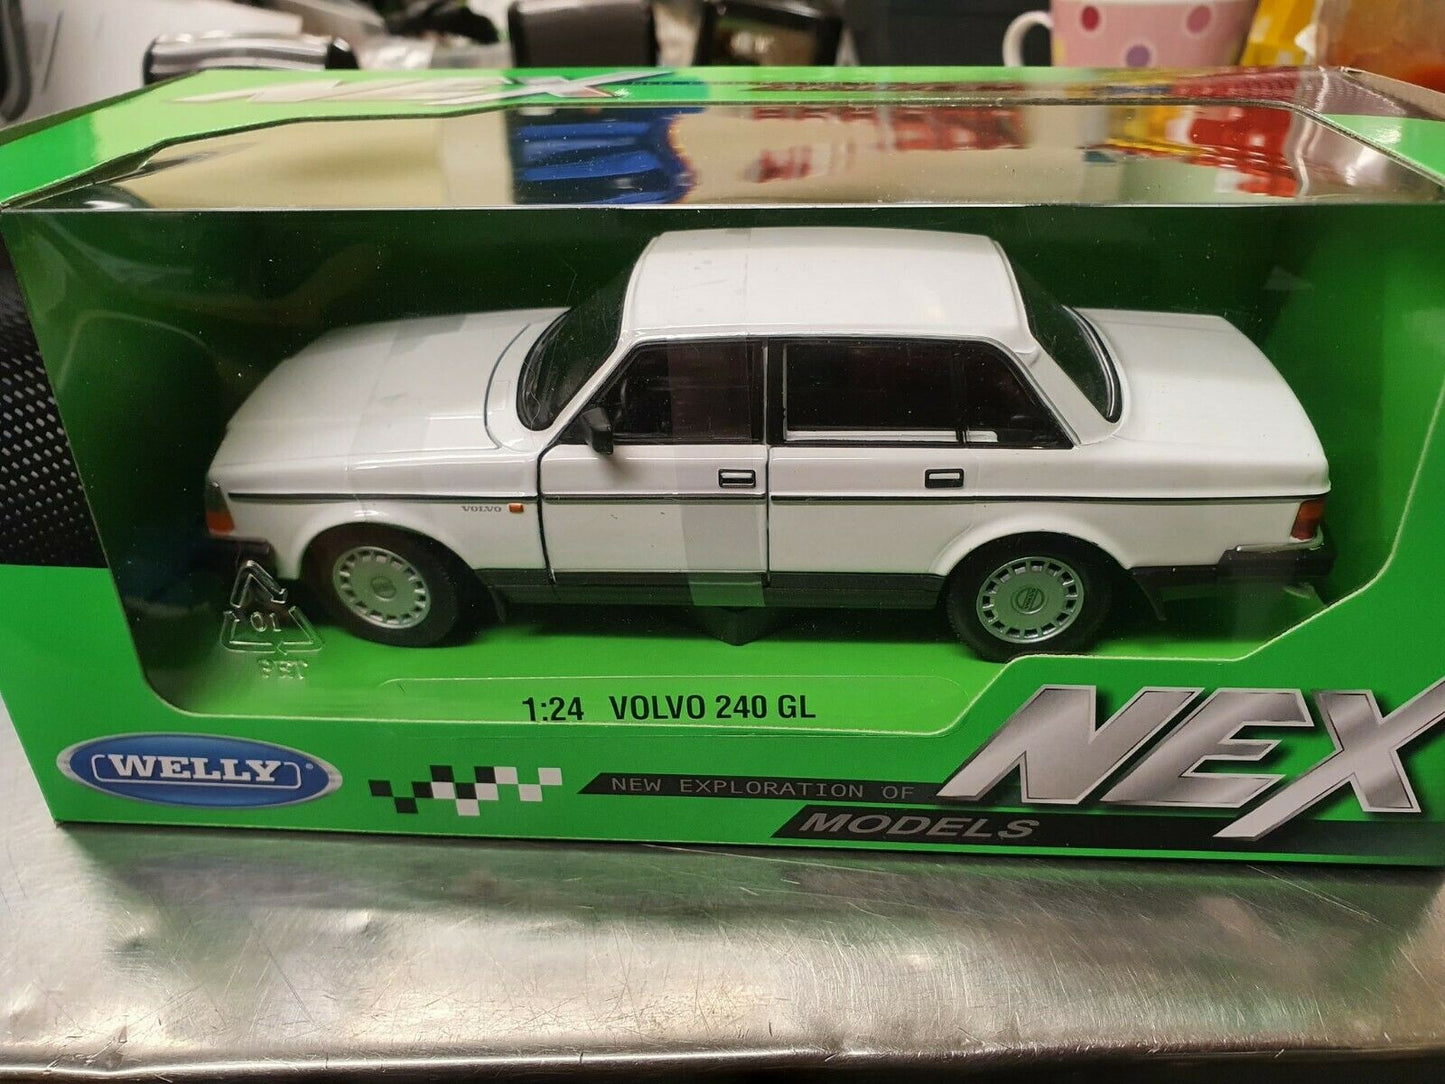 NEX
VOLVO
01
PET
1:24 VOLVO 240 GL
WELLY
NEW EXPLORATION OF
MODELS
NEX